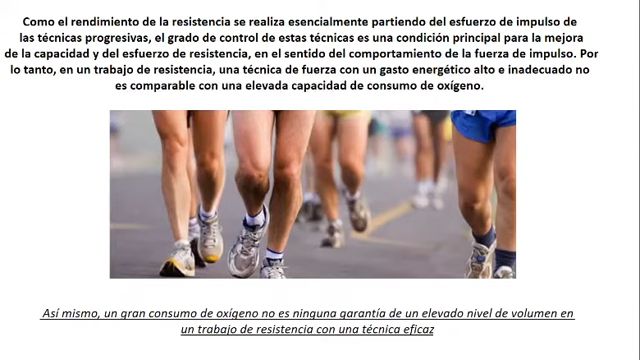 Como el rendimiento de la resistencia se realiza esencialmente partiendo del esfuerzo de impulso de
las técnicas progresivas, el grado de control de estas técnicas es una condición principal para la mejora
de la capacidad y del esfuerzo de resistencia, en el sentido del comportamiento de la fuerza de impulso. Por
lo tanto, en un trabajo de resistencia, una técnica de fuerza con un gasto energético alto e inadecuado no
es comparable con una elevada capacidad de consumo de oxígeno.
Así mismo, un gran consumo de oxígeno no es ninguna garantía de un elevado nivel de volumen en
un trabajo de resistencia con una técnica eficaz